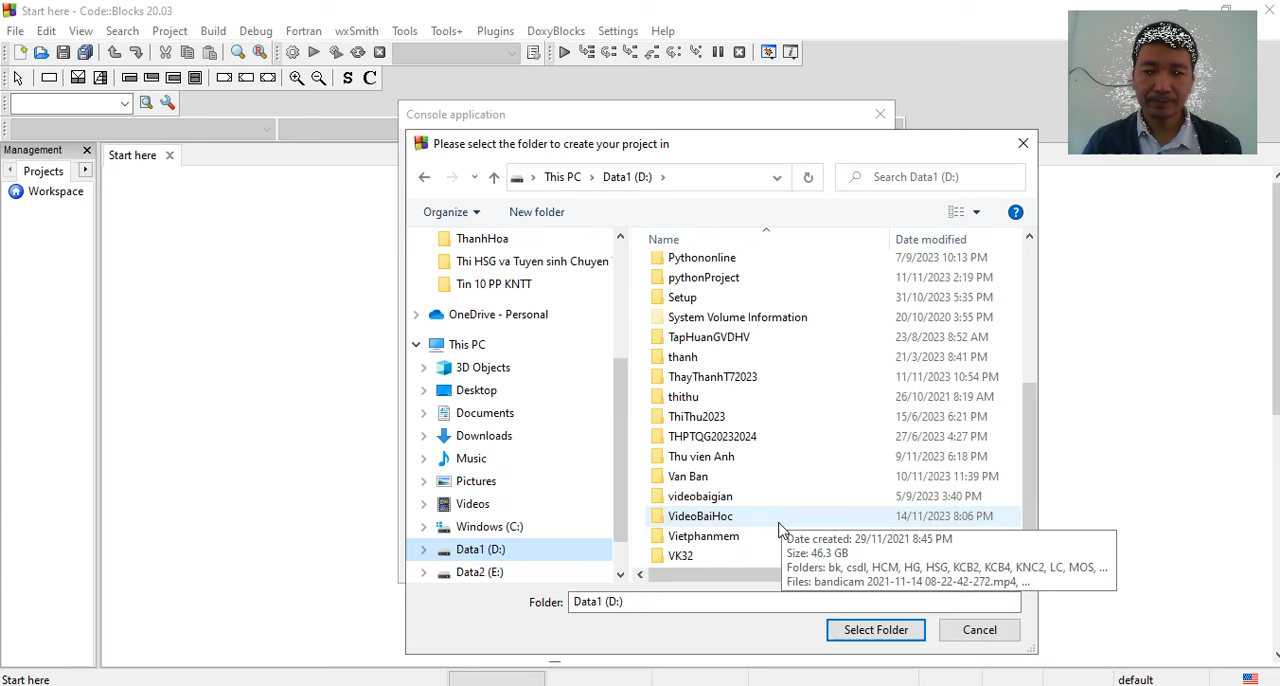 Start here - Code::Blocks 20.03
File Edit View Search Project Build Debug Fortran wxSmith Tools Tools+ Plugins DoxyBlocks Settings Help
S C
Management
Start here
Projects
Workspace
Console application
Please select the folder to create your project in
This PC > Data1 (D:) >
Search Data1 (D:)
Organize
New folder
ThanhHoa
Thi HSG va Tuyen sinh Chuyen
Tin 10 PP KNTT
OneDrive - Personal
This PC
3D Objects
Desktop
Documents
Downloads
Music
Pictures
Videos
Windows (C:)
Data1 (D:)
Data2 (E:)
Name Date modified
Pythononline 7/9/2023 10:13 PM
pythonProject 11/11/2023 2:19 PM
Setup 31/10/2023 5:35 PM
System Volume Information 20/10/2020 3:55 PM
TapHuanGVDHV 23/8/2023 8:52 AM
thanh 21/3/2023 8:41 PM
ThayThanhT72023 11/11/2023 10:54 PM
thithu 26/10/2021 8:19 AM
ThiThu2023 15/6/2023 6:21 PM
THPTQG20232024 27/6/2023 4:27 PM
Thu vien Anh 9/11/2023 6:18 PM
Van Ban 10/11/2023 11:39 PM
videobaigian 5/9/2023 3:40 PM
VideoBaiHoc 14/11/2023 8:06 PM
Vietphanmem
VK32
Date created: 29/11/2021 8:45 PM
Size: 46.3 GB
Folders: bk, csdl, HCM, HG, HSG, KCB2, KCB4, KNC2, LC, MOS, ...
Files: bandicam 2021-11-14 08-22-42-272.mp4, ...
Folder: Data1 (D:)
Select Folder
Cancel
Start here
default